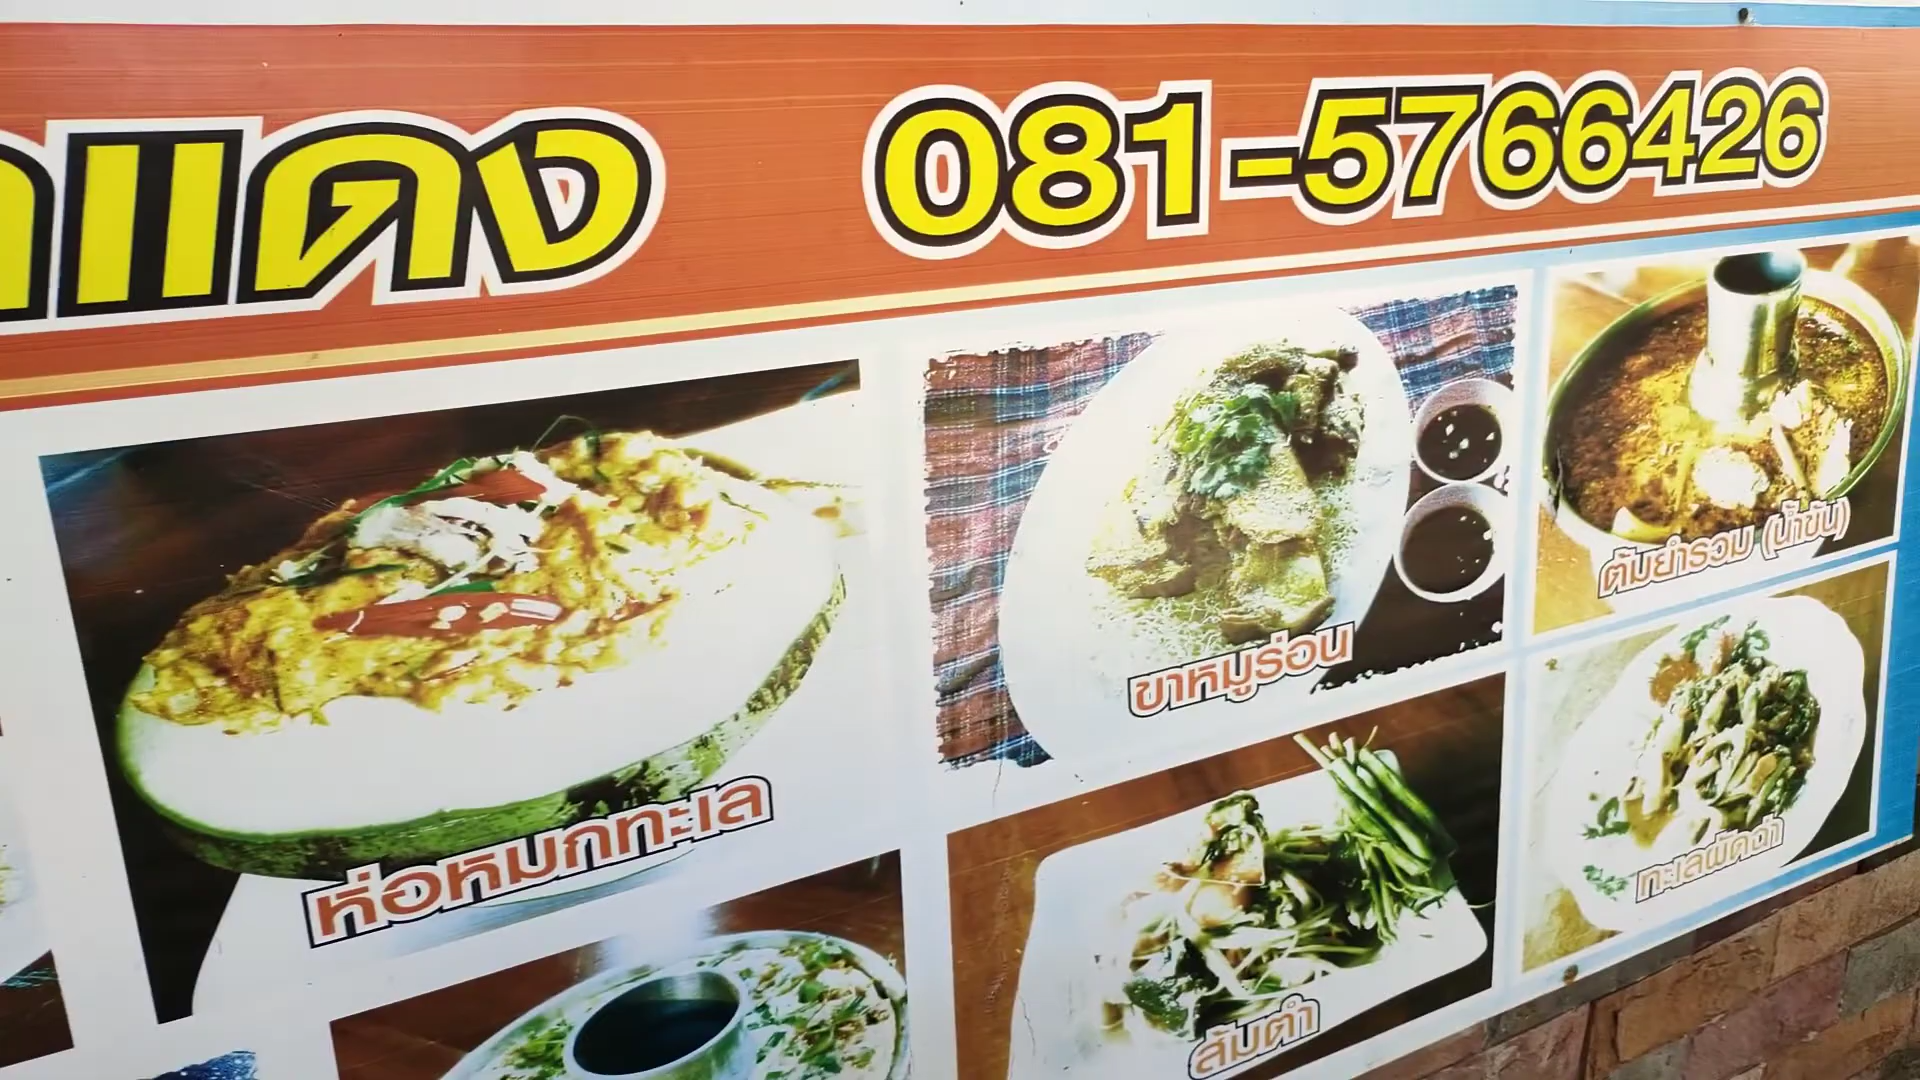 แดง 081-5766426
ต้มยำรวม (น้ำข้น)
ขาหมูร่อน
ห่อหมกทะเล
ทะเลผัดฉ่า
ส้มตำ